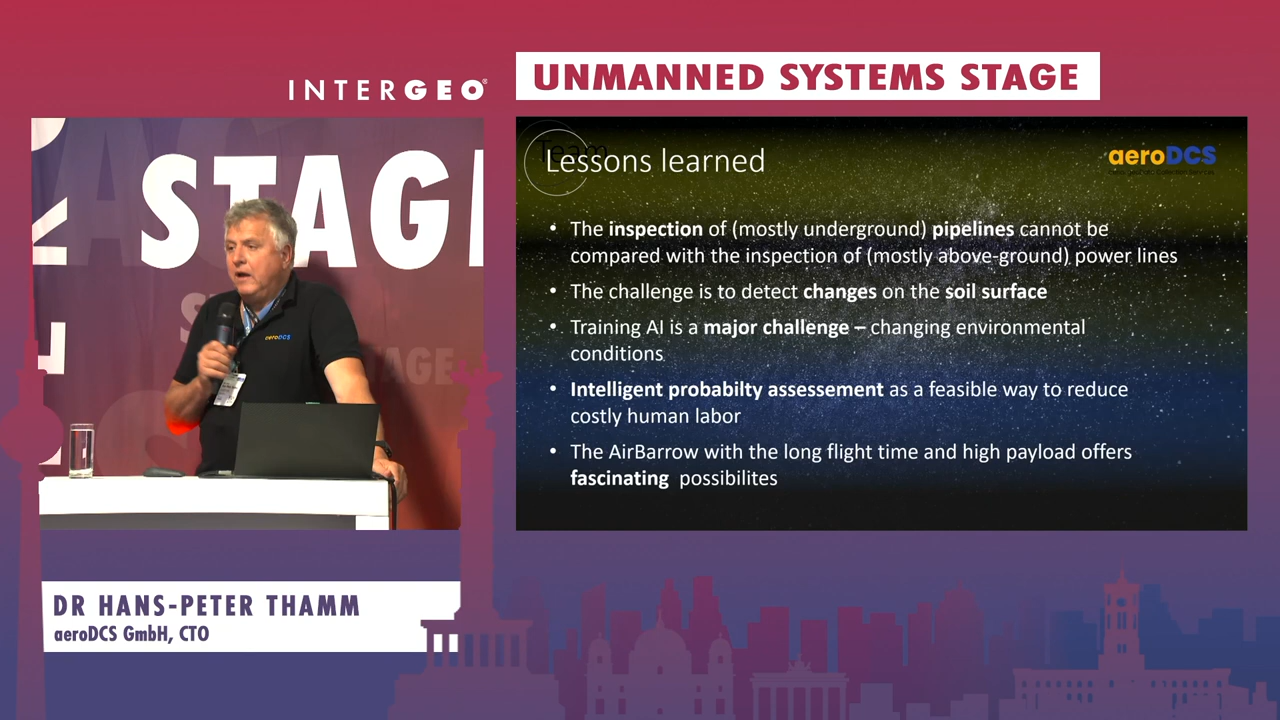 INTERGEO®
UNMANNED SYSTEMS STAGE
STAG
STAGE
aeroDCS
Team
Lessons learned
aeroDCS
• The inspection of (mostly underground) pipelines cannot be
compared with the inspection of (mostly above-ground) power lines
• The challenge is to detect changes on the soil surface
• Training AI is a major challenge – changing environmental
conditions
• Intelligent probabilty assessement as a feasible way to reduce
costly human labor
• The AirBarrow with the long flight time and high payload offers
fascinating possibilites
DR HANS-PETER THAMM
aeroDCS GmbH, CTO